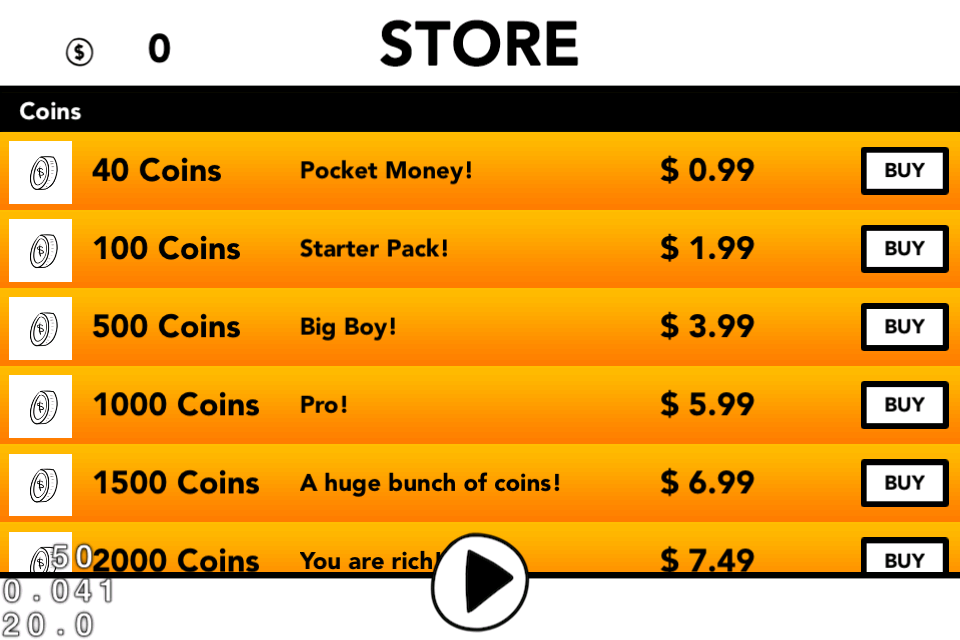 $ 0 STORE
Coins
40 Coins Pocket Money! $ 0.99 BUY
100 Coins Starter Pack! $ 1.99 BUY
500 Coins Big Boy! $ 3.99 BUY
1000 Coins Pro! $ 5.99 BUY
1500 Coins A huge bunch of coins! $ 6.99 BUY
2000 Coins You are rich! $ 7.49 BUY
50
0.041
20.0